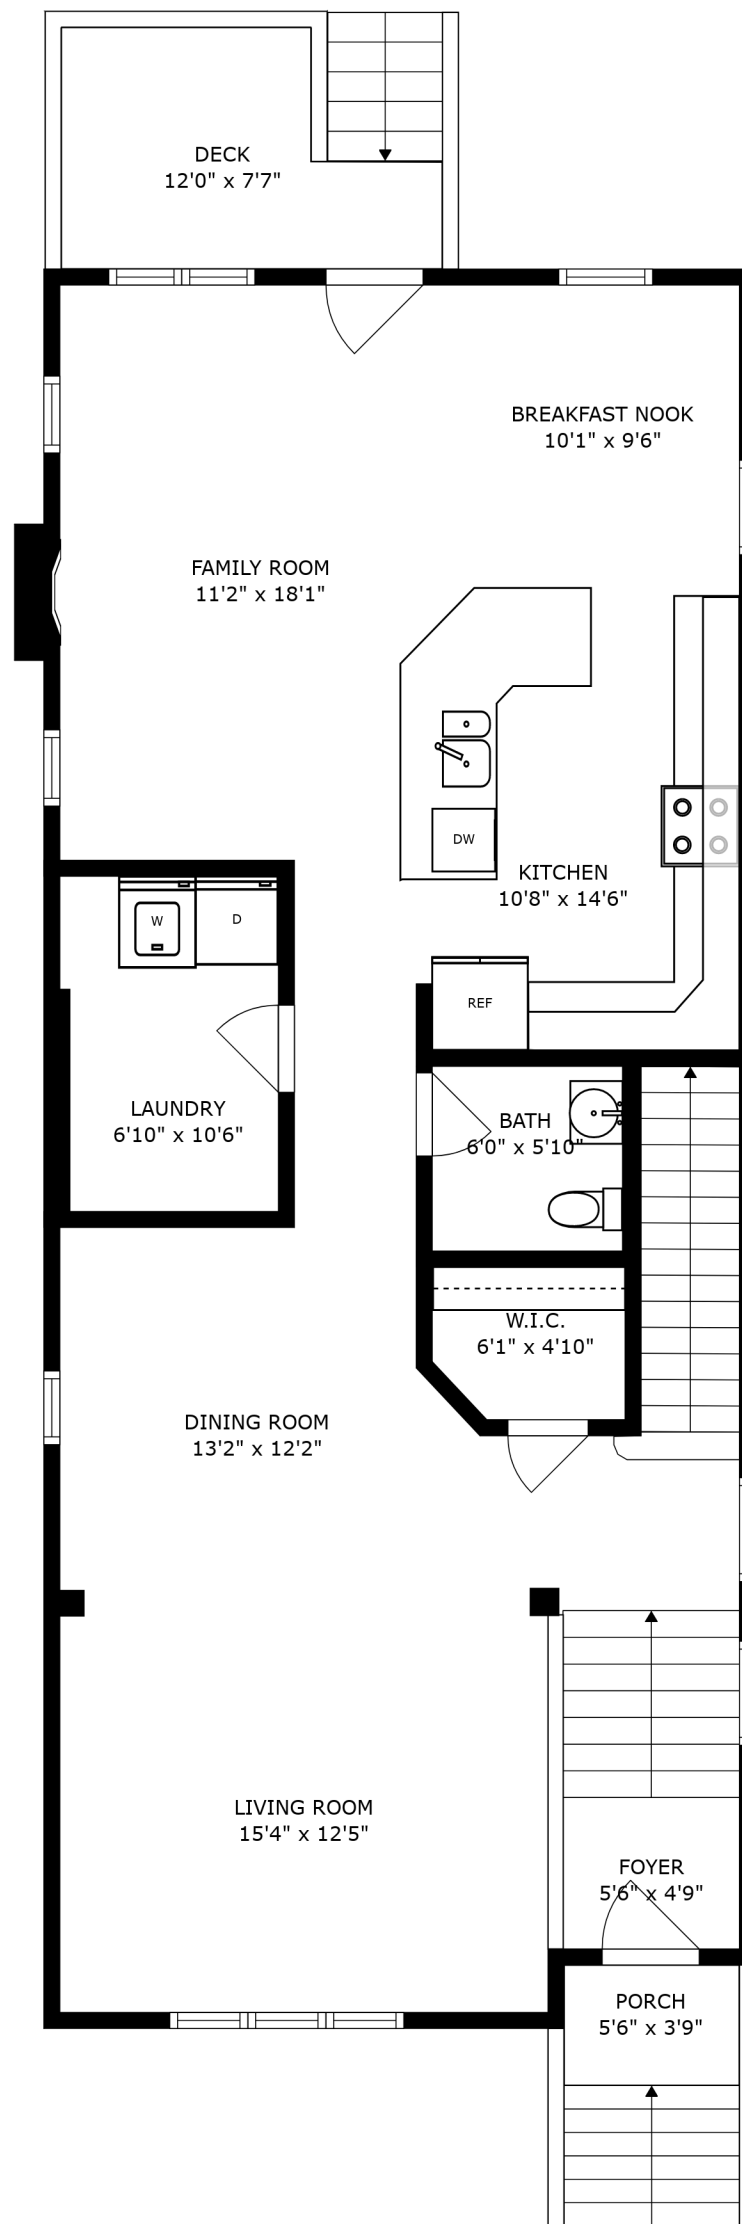 DECK
12'0" x 7'7"
BREAKFAST NOOK
10'1" x 9'6"
FAMILY ROOM
11'2" x 18'1"
DW
KITCHEN
10'8" x 14'6"
W
D
REF
LAUNDRY
6'10" x 10'6"
BATH
6'0" x 5'10"
W.I.C.
6'1" x 4'10"
DINING ROOM
13'2" x 12'2"
LIVING ROOM
15'4" x 12'5"
FOYER
5'6" x 4'9"
PORCH
5'6" x 3'9"